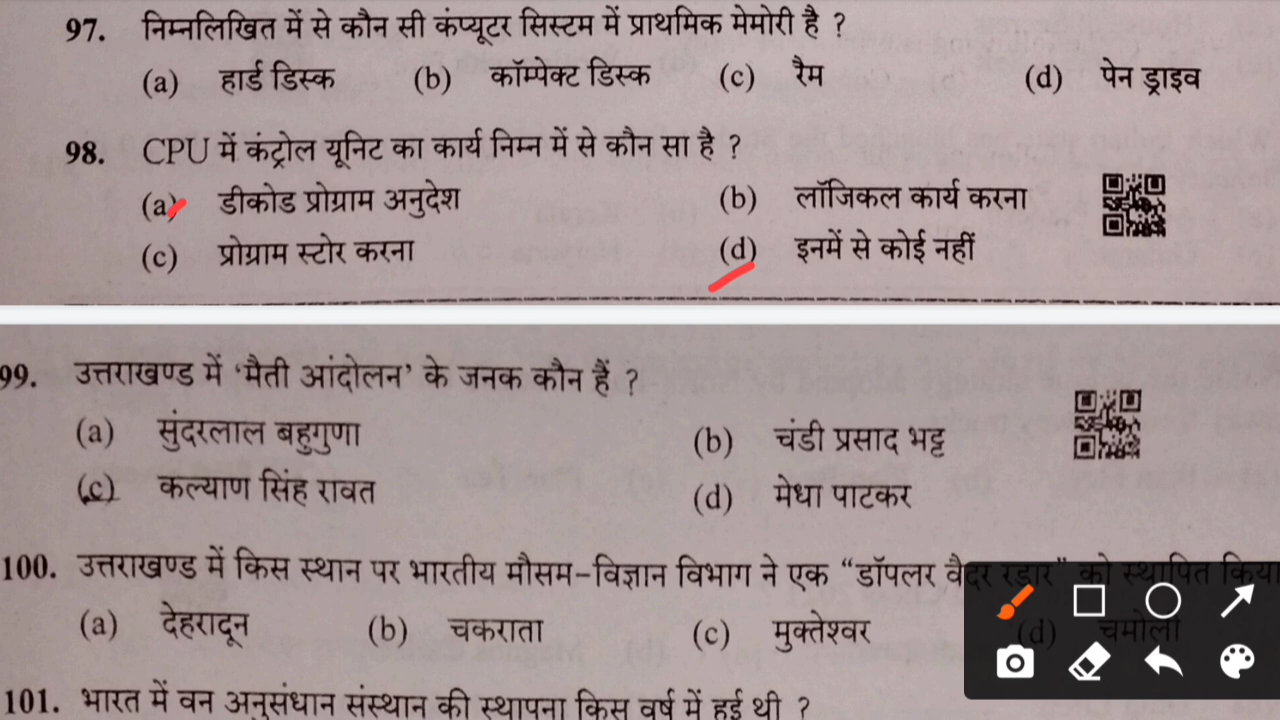 97. निम्नलिखित में से कौन सी कंप्यूटर सिस्टम में प्राथमिक मेमोरी है ?
(a) हार्ड डिस्क (b) कॉम्पेक्ट डिस्क (c) रैम (d) पेन ड्राइव
98. CPU में कंट्रोल यूनिट का कार्य निम्न में से कौन सा है ?
(a) डीकोड प्रोग्राम अनुदेश (b) लॉजिकल कार्य करना
(c) प्रोग्राम स्टोर करना (d) इनमें से कोई नहीं
99. उत्तराखण्ड में 'मैती आंदोलन' के जनक कौन हैं ?
(a) सुंदरलाल बहुगुणा (b) चंडी प्रसाद भट्ट
(c) कल्याण सिंह रावत (d) मेधा पाटकर
100. उत्तराखण्ड में किस स्थान पर भारतीय मौसम-विज्ञान विभाग ने एक “डॉपलर वैदर रडार” को स्थापित किया
(a) देहरादून (b) चकराता (c) मुक्तेश्वर (d) चमोली
101. भारत में वन अनुसंधान संस्थान की स्थापना किस वर्ष में हुई थी ?